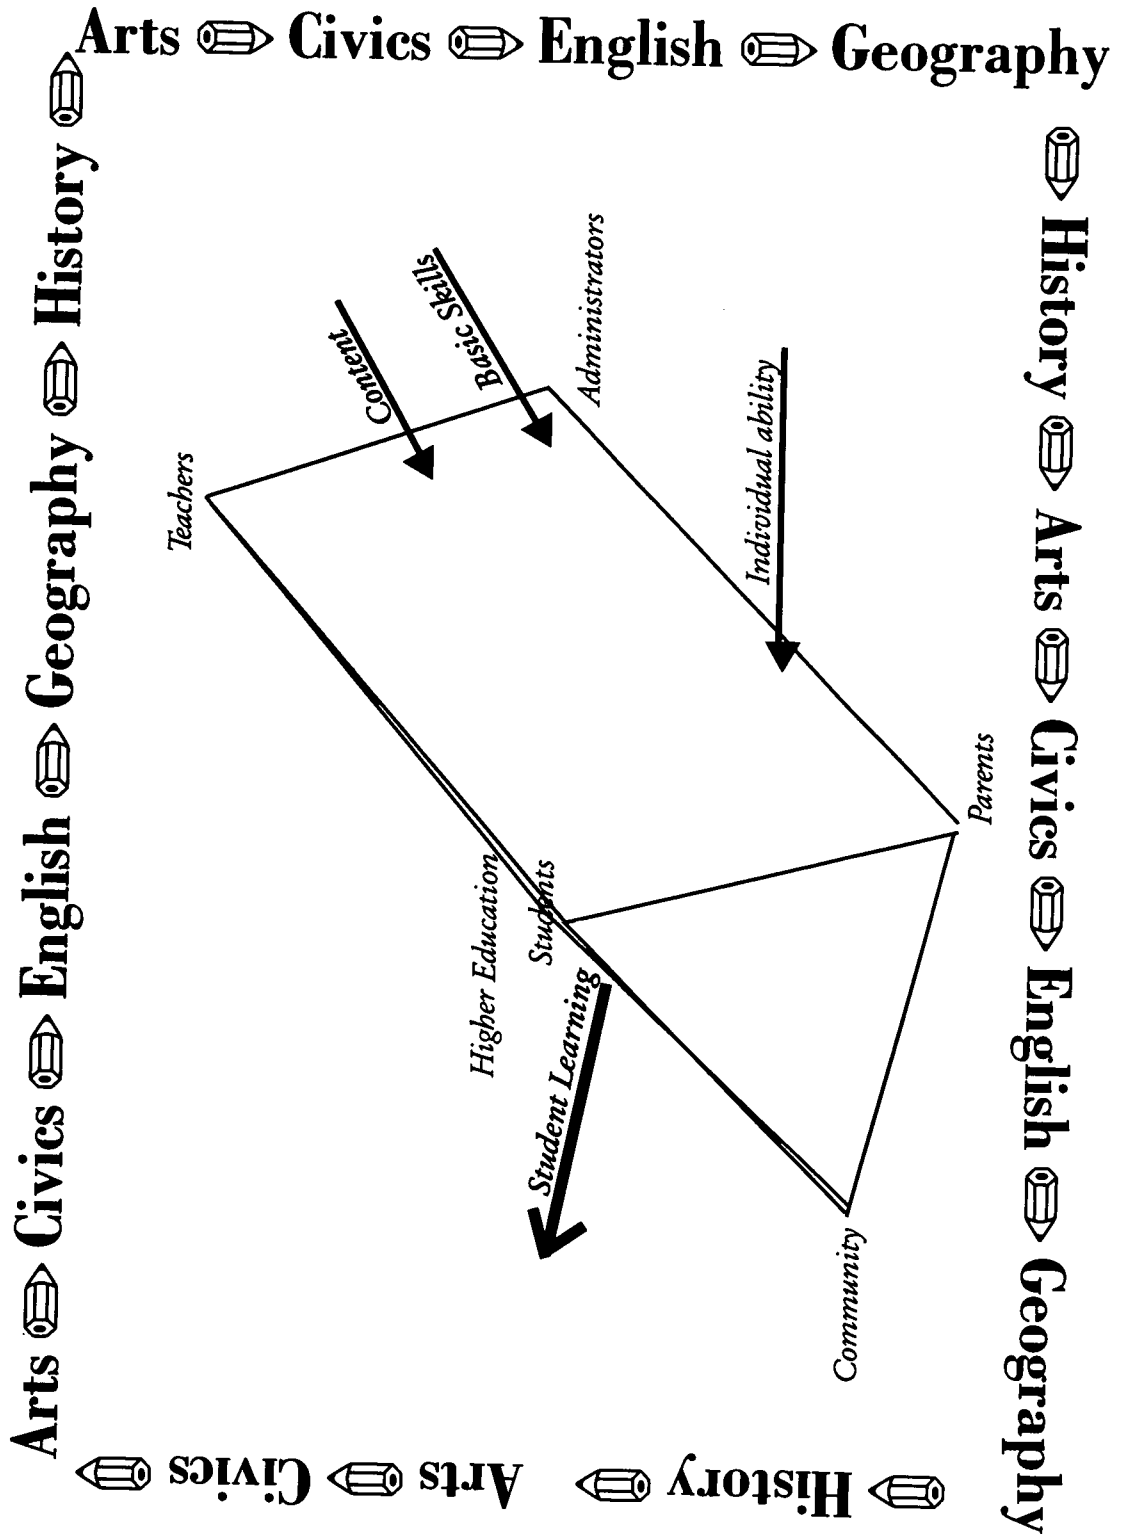 Arts Civics English Geography
History Arts Civics English Geography
History Arts Civics
Arts Civics English Geography History
Teachers
Content
Basic Skills
Administrators
Individual ability
Parents
Higher Education
Students
Student Learning
Community